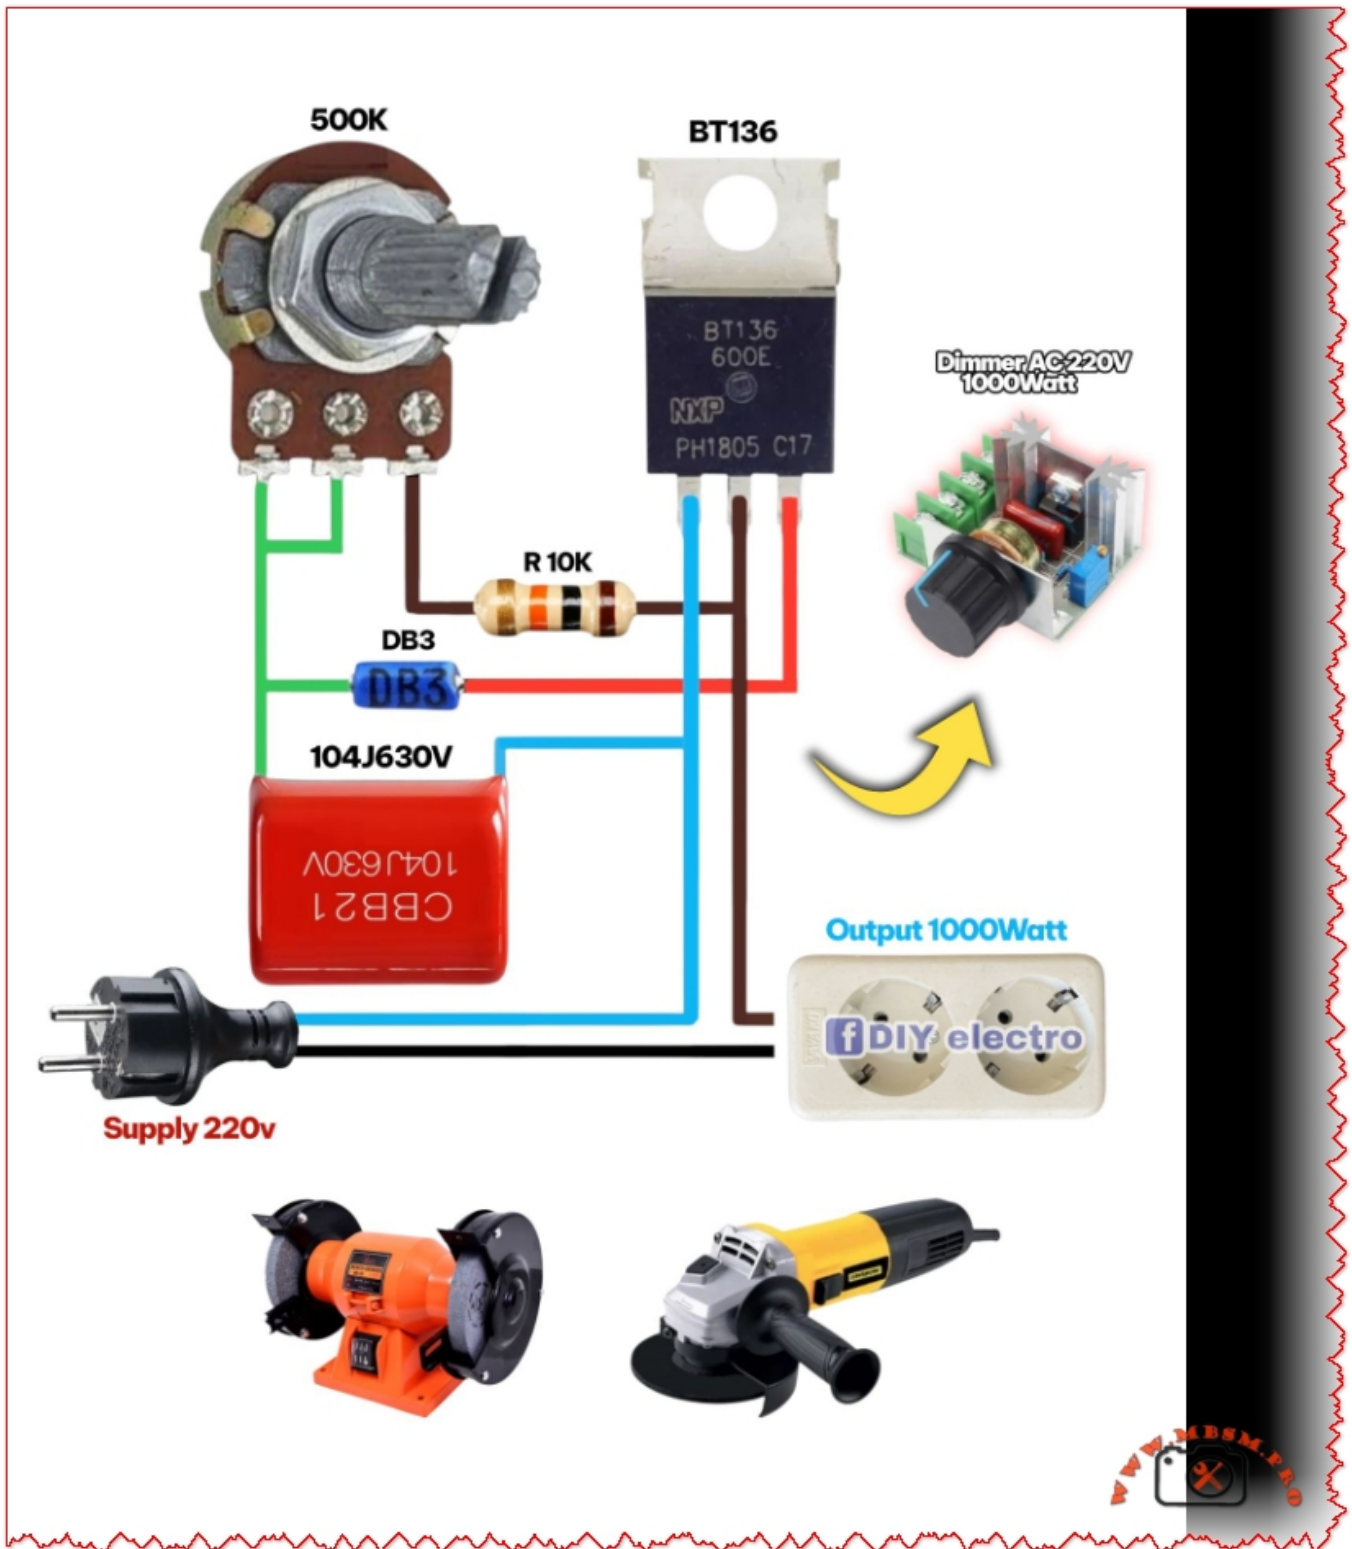 500K
BT136
BT136
600E
NXP
PH1805 C17
Dimmer AC 220V
1000Watt
R 10K
DB3
DB3
104J630V
104J630V
CBB21
Output 1000Watt
f DIY electro
Supply 220v
WWW.MBSM.PRO